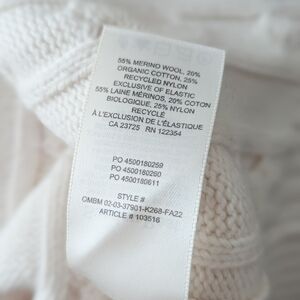 55% MERINO WOOL, 20%
ORGANIC COTTON, 25%
RECYCLED NYLON
EXCLUSIVE OF ELASTIC
55% LAINE MÉRINOS, 20% COTON
BIOLOGIQUE, 25% NYLON
RECYCLÉ
À L'EXCLUSION DE L'ÉLASTIQUE
CA 23725 RN 122354
PO 4500180259
PO 4500180260
PO 4500180611
STYLE #
OMBM 02-03-37901-K268-FA22
ARTICLE # 103516